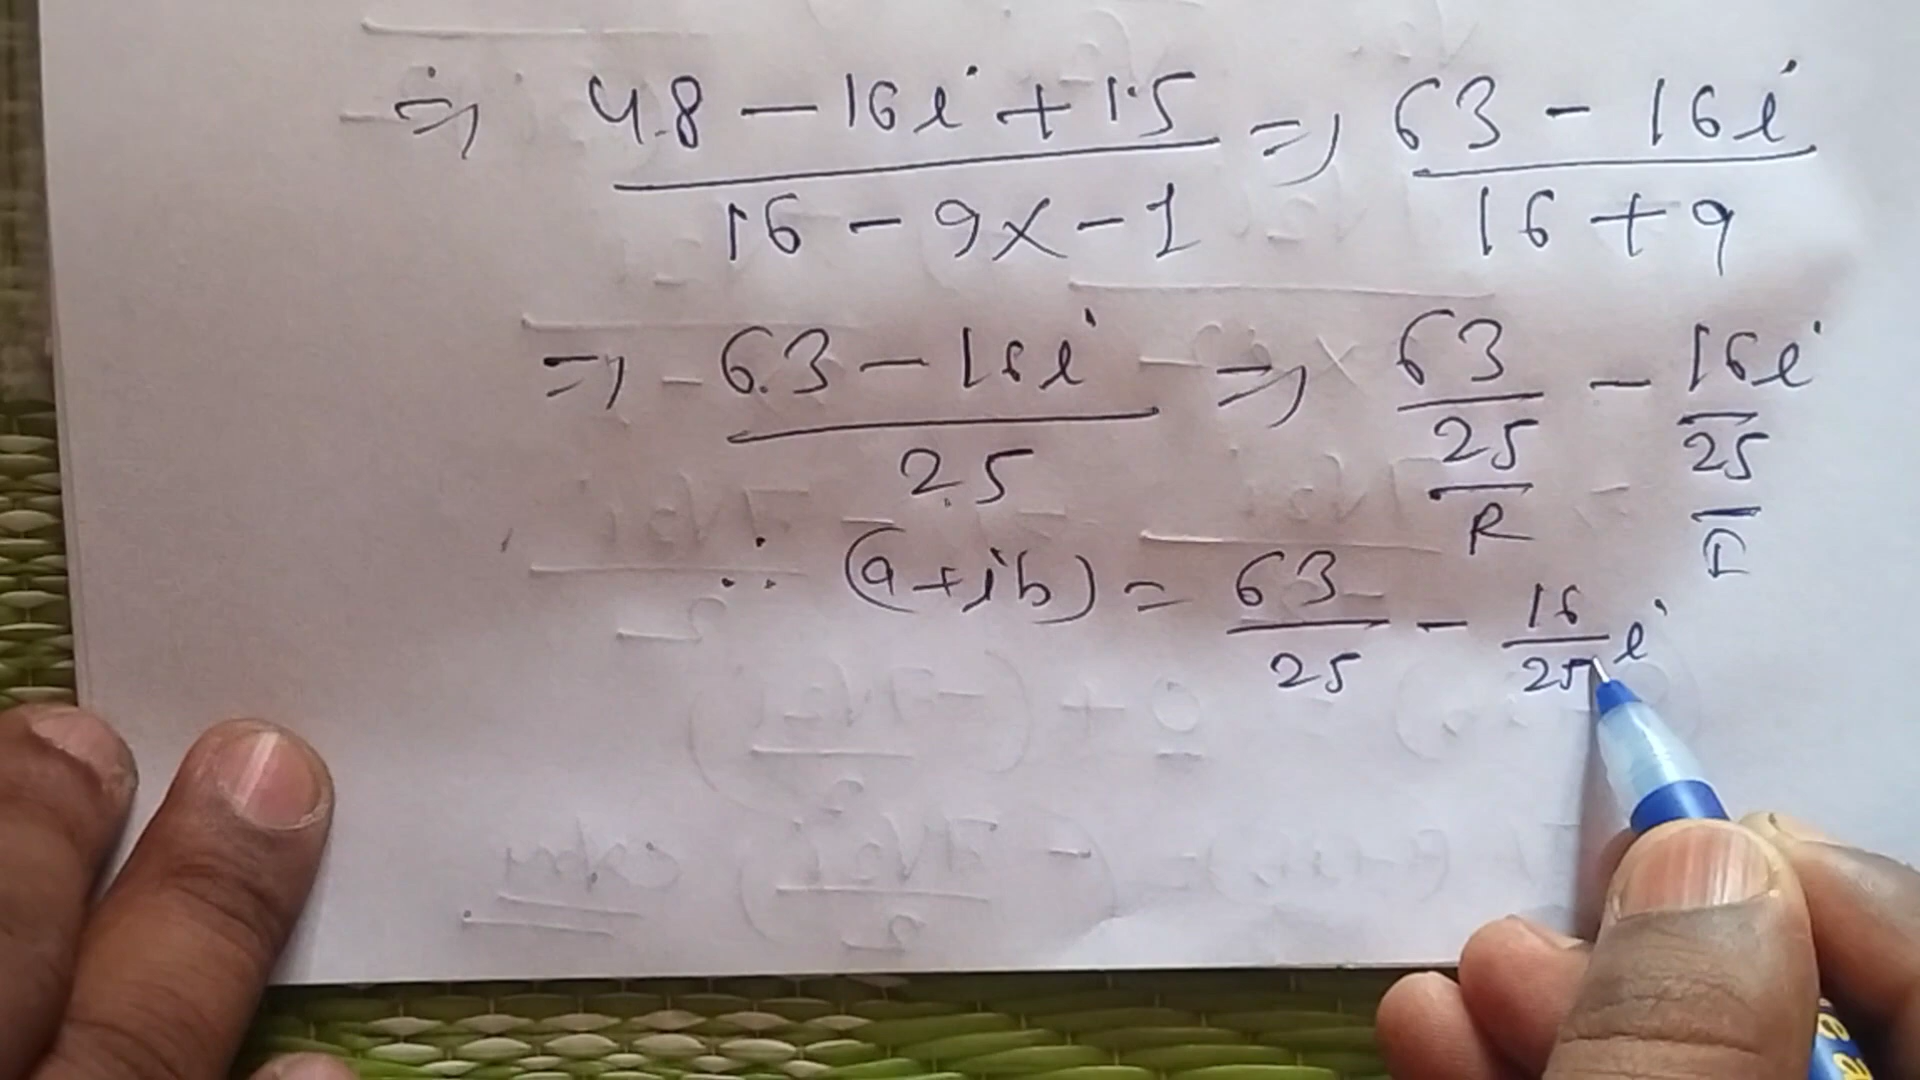 ⇒ 48 - 16i + 15 / 16 - 9x - 1 ⇒ 63 - 16i / 16 + 9
⇒ 63 - 16i / 25 ⇒ 63/25 - 16i/25
R I
∴ (a+ib) = 63/25 - 16/25 i